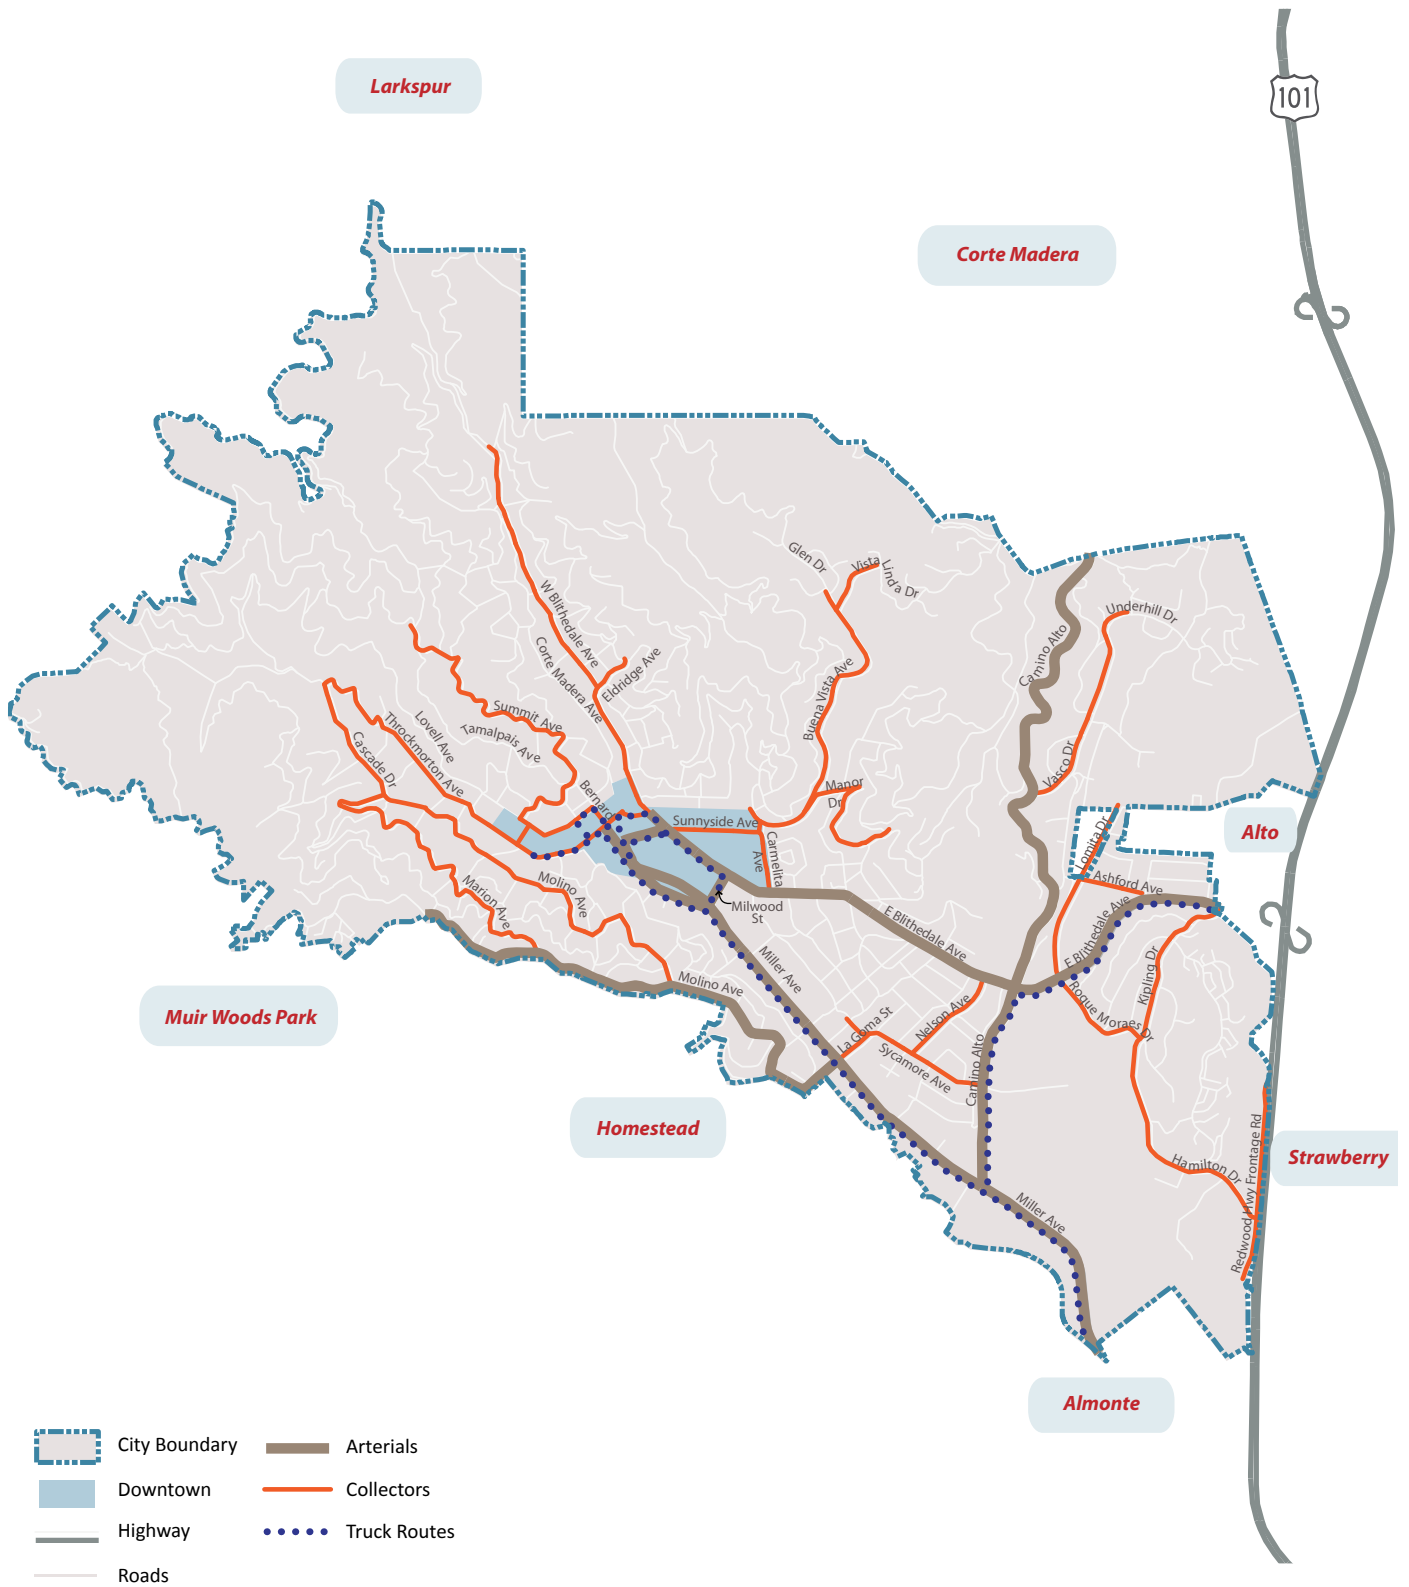 101
Larkspur
Corte Madera
Glen Dr
Vista
Linda Dr
Underhill Dr
W Blithedale Ave
Camino Alto
Corte Madera Ave
Eldridge Ave
Buena Vista Ave
Summit Ave
Lovell Ave
Tamalpais Ave
Throckmorton Ave
Cascade Dr
Vasco Dr
Manor
Dr
Bernard
Sunnyside Ave
Alto
Lomita Dr
Carmelita
Ave
Ashford Ave
Molino Ave
Marion Ave
Milwood
St
E Blithedale Ave
E Blithedale Ave
Miller Ave
Kipling Dr
Molino Ave
Muir Woods Park
Roque Moraes Dr
Nelson Ave
La Goma St
Sycamore Ave
Camino Alto
Homestead
Redwood Hwy Frontage Rd
Strawberry
Hamilton Dr
Miller Ave
Almonte
City Boundary
Arterials
Downtown
Collectors
Highway
Truck Routes
Roads